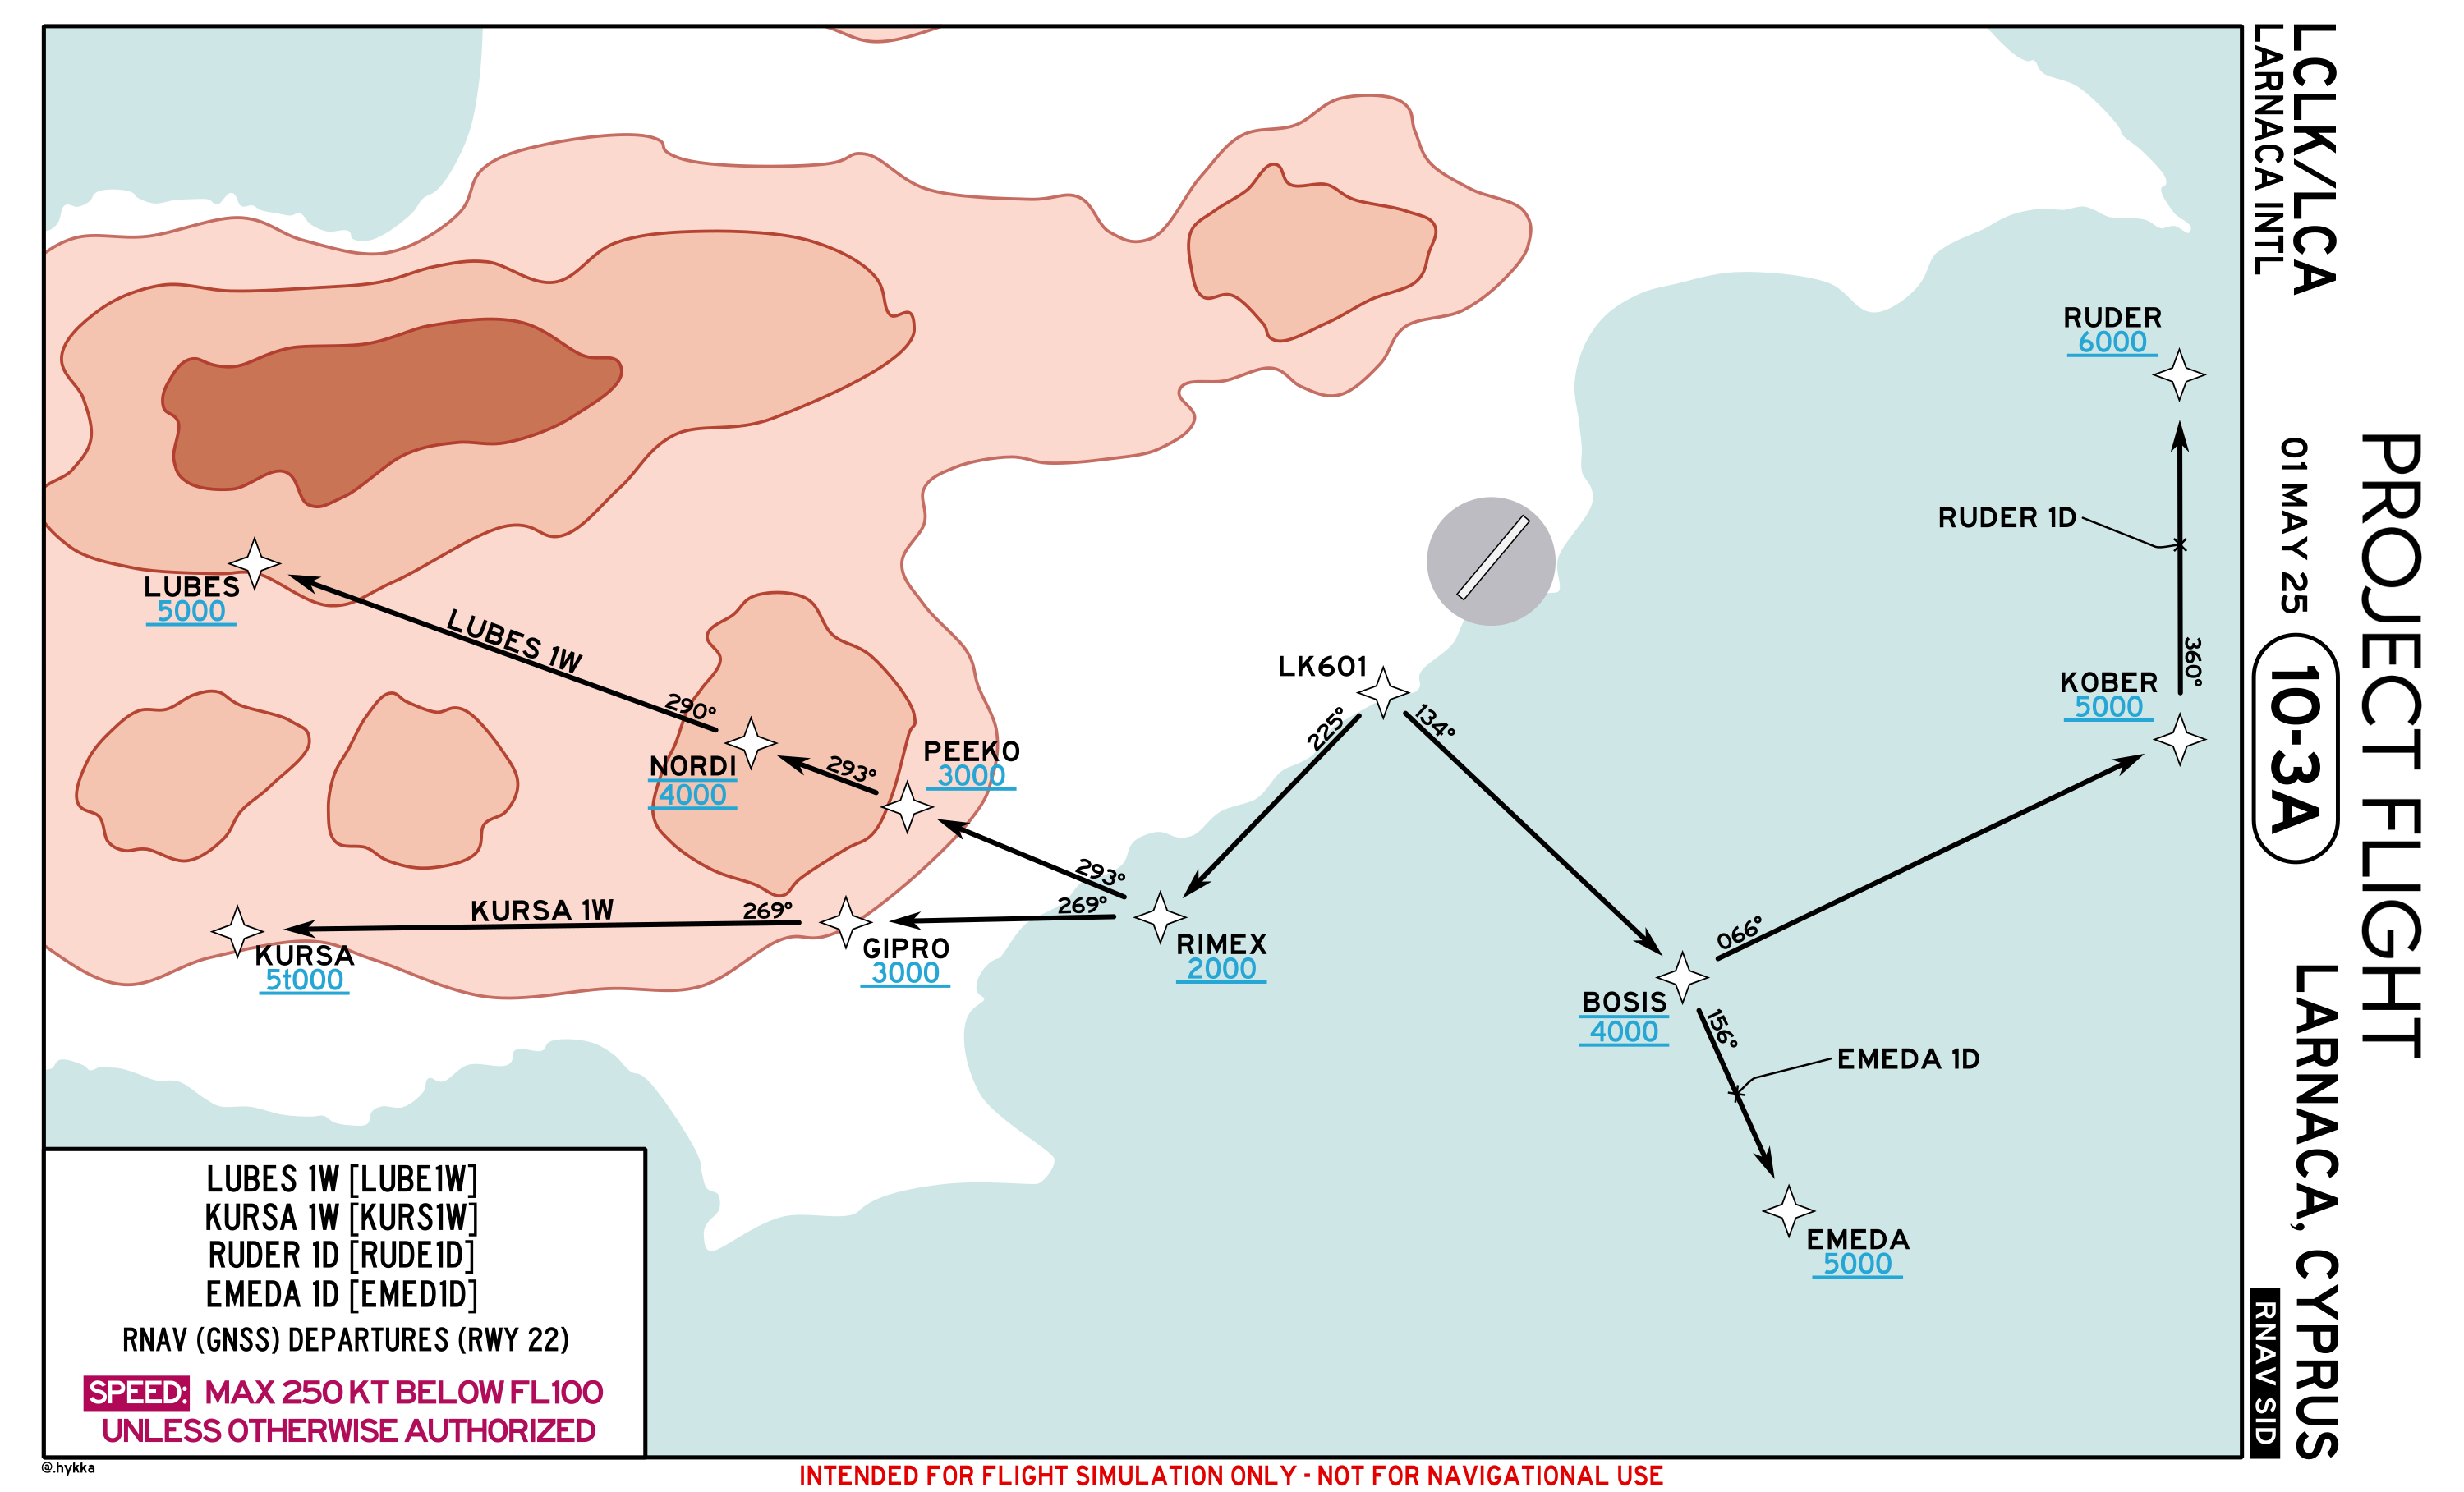 LCLK/LCA
LARNACA INTL
PROJECT FLIGHT
01 MAY 25
10-3A
LARNACA, CYPRUS
RNAV SID
RUDER
6000
RUDER 1D
360°
KOBER
5000
LUBES
5000
LUBES 1W
290°
LK601
225°
134°
NORDI
4000
293°
PEEKO
3000
293°
269°
KURSA 1W
269°
KURSA
5t000
GIPRO
3000
RIMEX
2000
066°
BOSIS
4000
156°
EMEDA 1D
EMEDA
5000
LUBES 1W [LUBE1W]
KURSA 1W [KURS1W]
RUDER 1D [RUDE1D]
EMEDA 1D [EMED1D]
RNAV (GNSS) DEPARTURES (RWY 22)
SPEED: MAX 250 KT BELOW FL100
UNLESS OTHERWISE AUTHORIZED
@.hykka
INTENDED FOR FLIGHT SIMULATION ONLY - NOT FOR NAVIGATIONAL USE